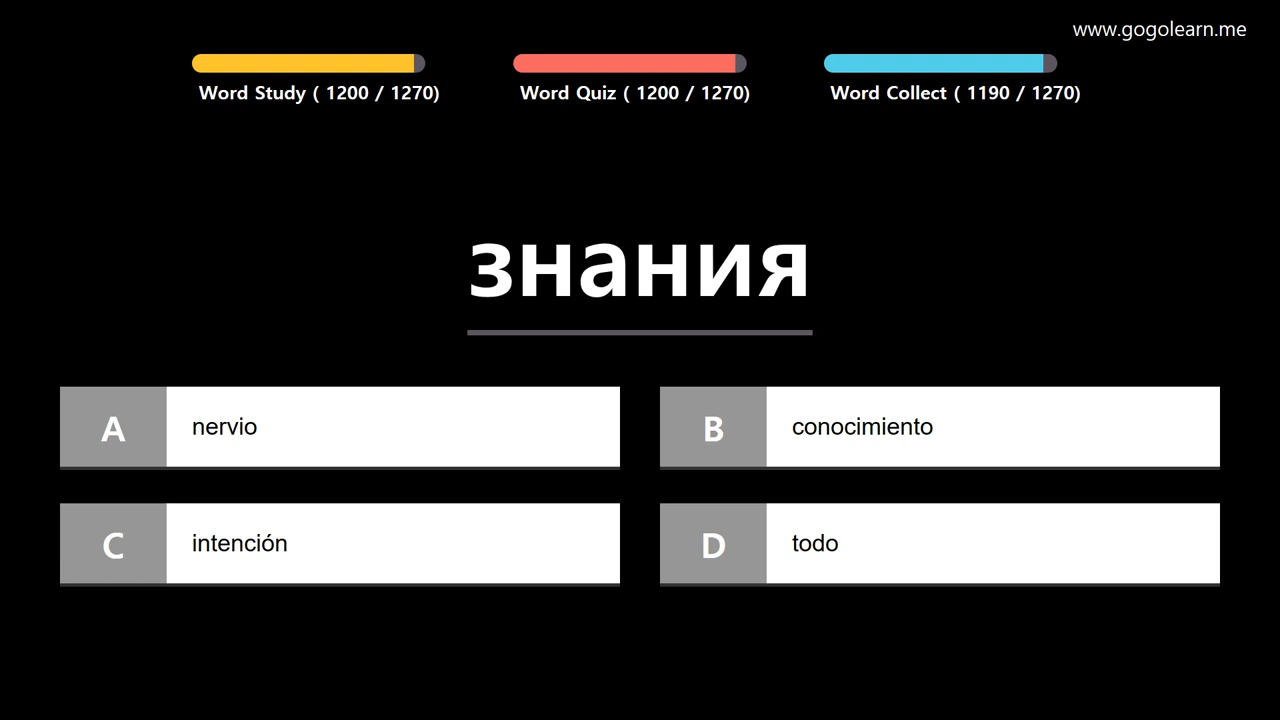 www.gogolearn.me
Word Study ( 1200 / 1270)
Word Quiz ( 1200 / 1270)
Word Collect ( 1190 / 1270)
знания
A nervio
B conocimiento
C intención
D todo